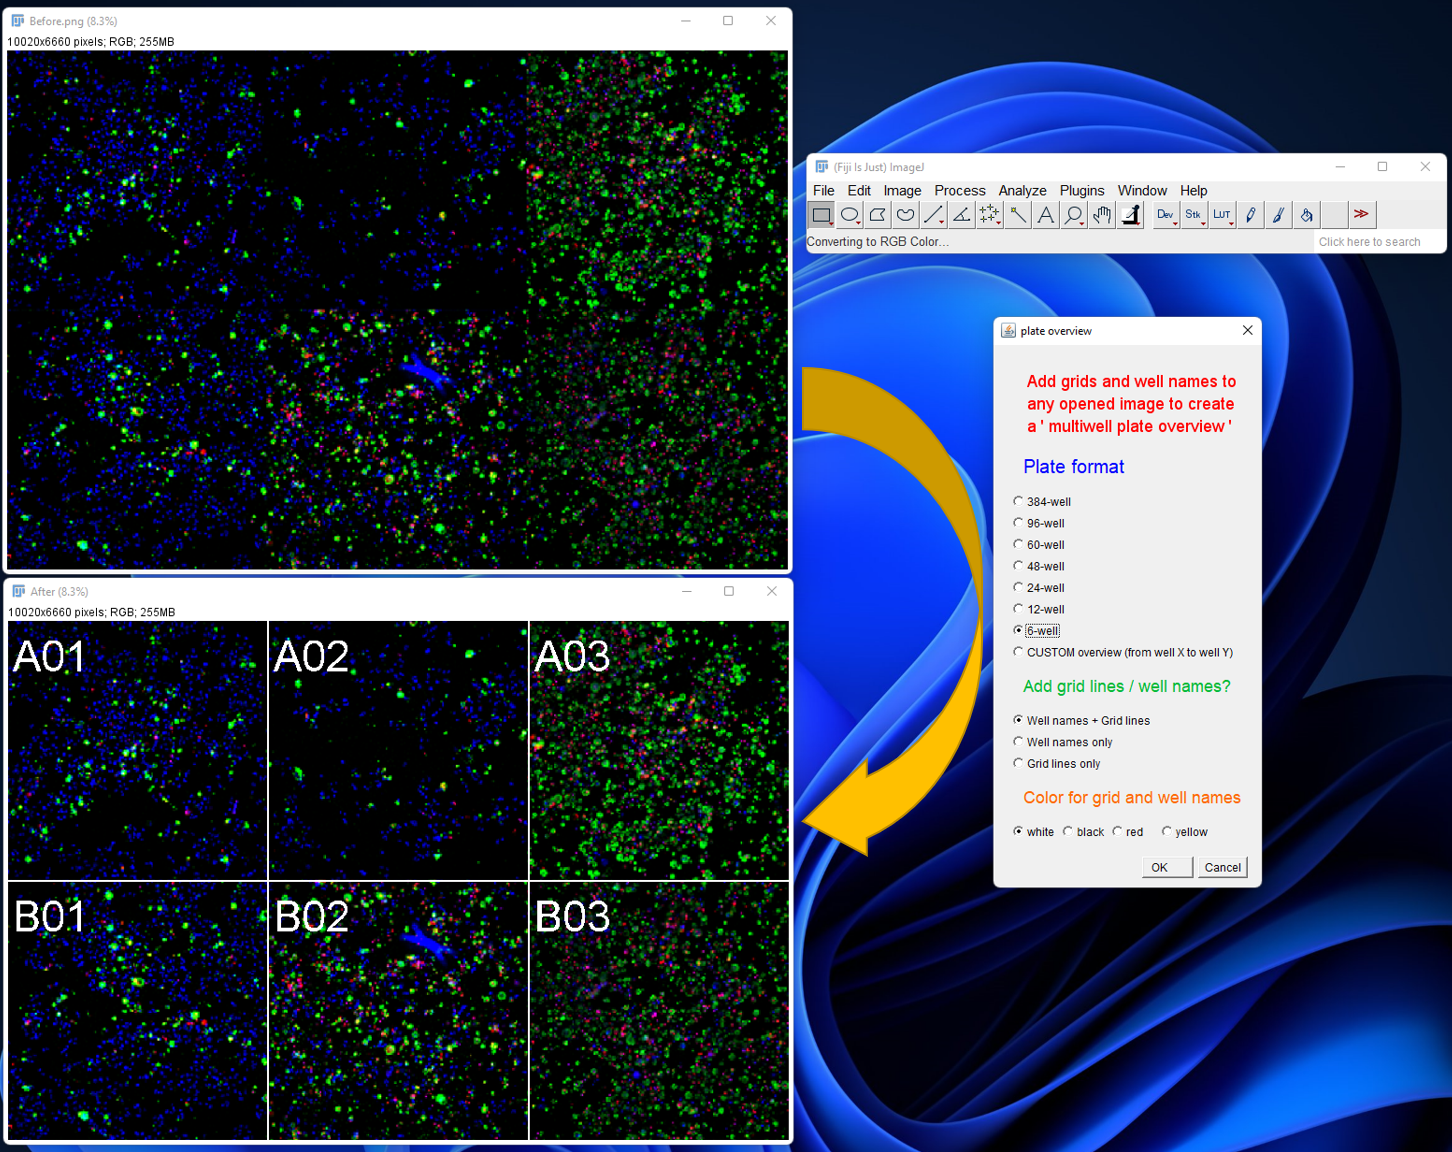 Before.png (8.3%)
10020x6660 pixels; RGB; 255MB
After (8.3%)
10020x6660 pixels; RGB; 255MB
A01 A02 A03
B01 B02 B03
(Fiji Is Just) ImageJ
File Edit Image Process Analyze Plugins Window Help
A Dev Stk LUT >>
Converting to RGB Color... Click here to search
plate overview
Add grids and well names to
any opened image to create
a ' multiwell plate overview '
Plate format
384-well
96-well
60-well
48-well
24-well
12-well
6-well
CUSTOM overview (from well X to well Y)
Add grid lines / well names?
Well names + Grid lines
Well names only
Grid lines only
Color for grid and well names
white black red yellow
OK Cancel